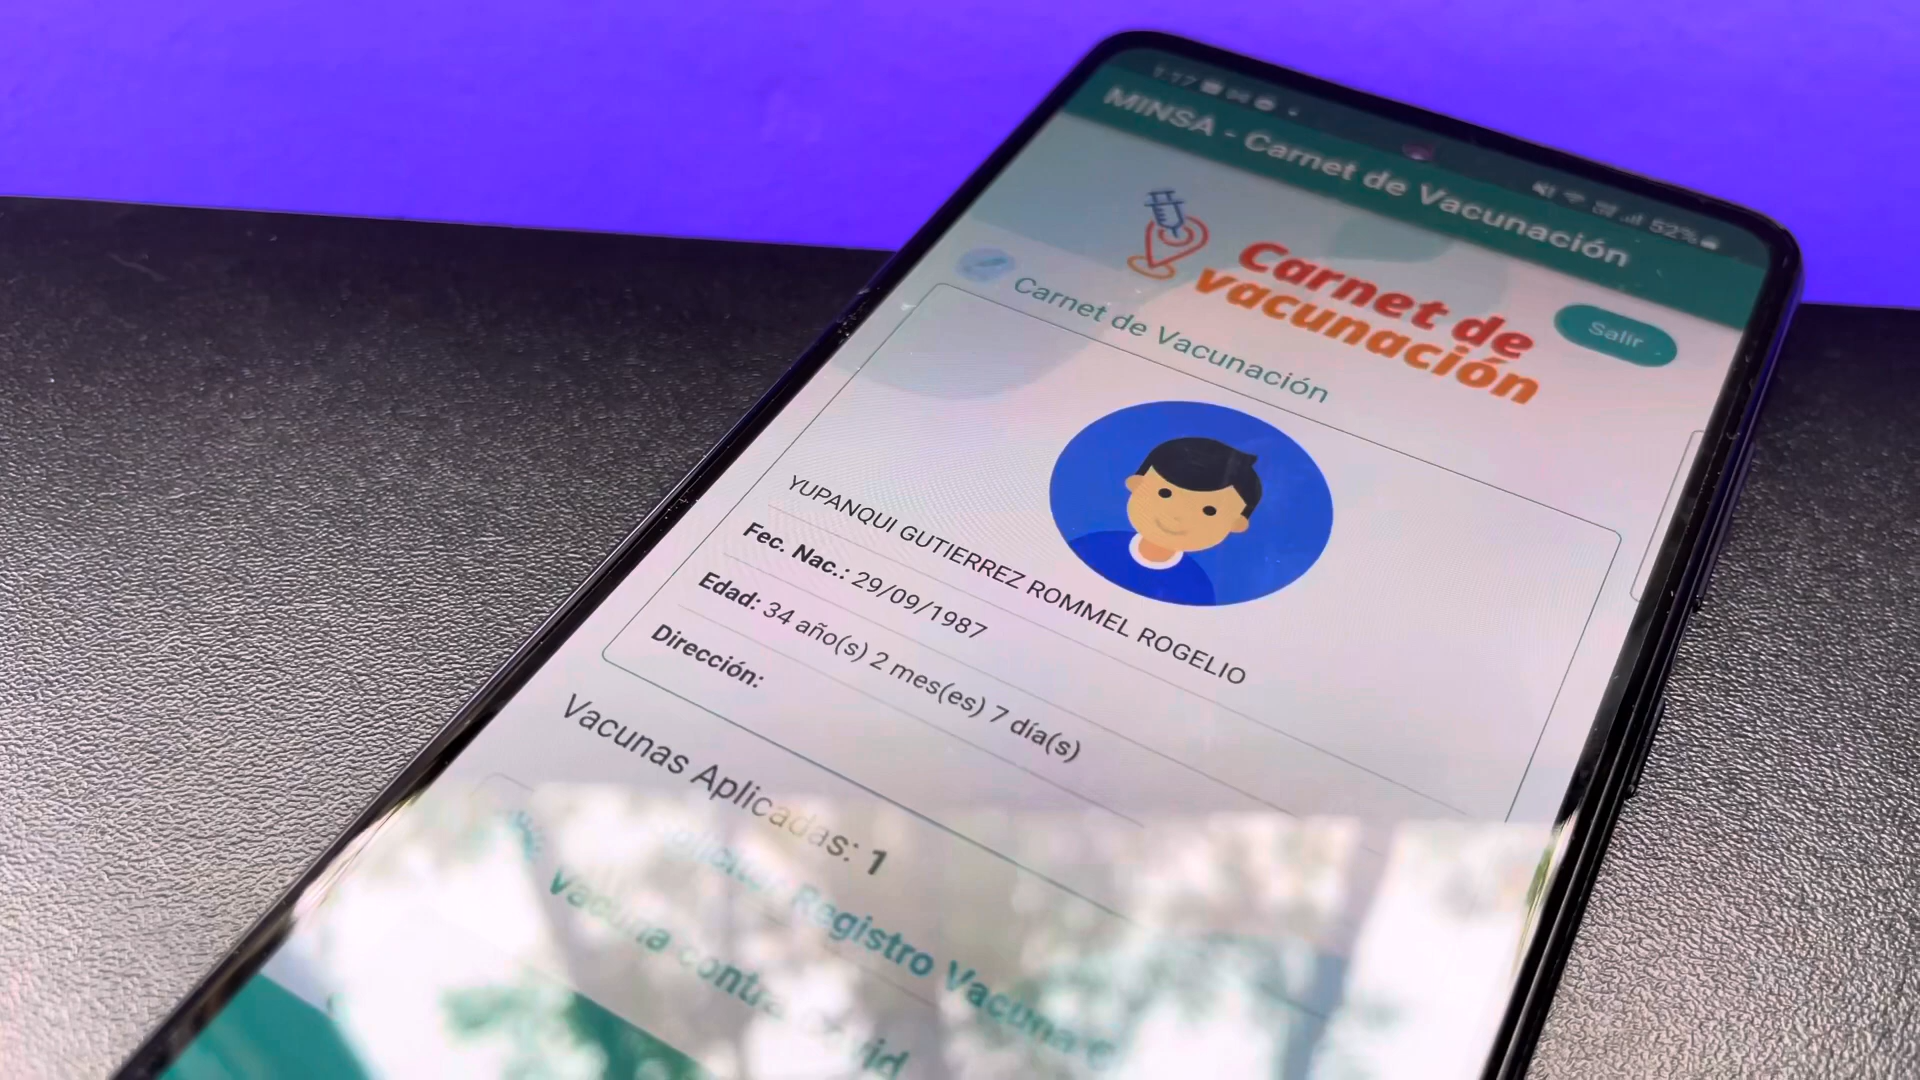 52%
MINSA - Carnet de Vacunación
Carnet de
vacunación
Salir
Carnet de Vacunación
YUPANQUI GUTIERREZ ROMMEL ROGELIO
Fec. Nac.: 29/09/1987
Edad: 34 año(s) 2 mes(es) 7 día(s)
Dirección:
Vacunas Aplicadas: 1
Registro Vacuna
vacuna contra